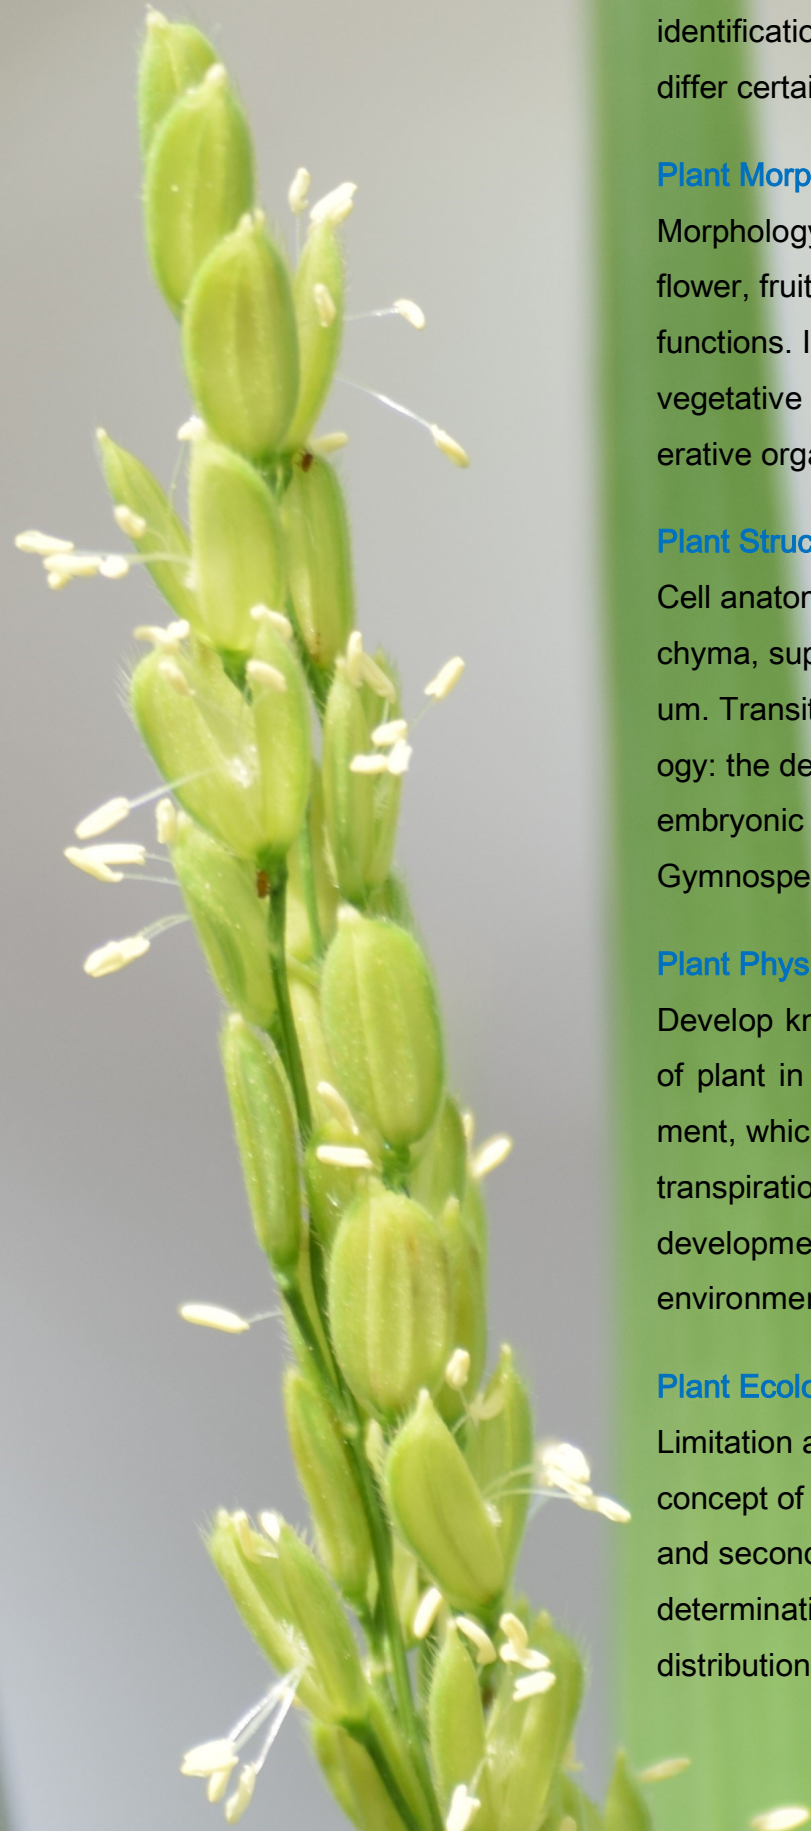 identificatio
differ certai
Plant Morp
Morphology
flower, fruit
functions. I
vegetative
erative orga
Plant Struc
Cell anator
chyma, sup
um. Transit
ogy: the de
embryonic
Gymnospe
Plant Phys
Develop kn
of plant in
ment, whic
transpiratio
developme
environmer
Plant Ecolo
Limitation a
concept of
and second
determinati
distribution